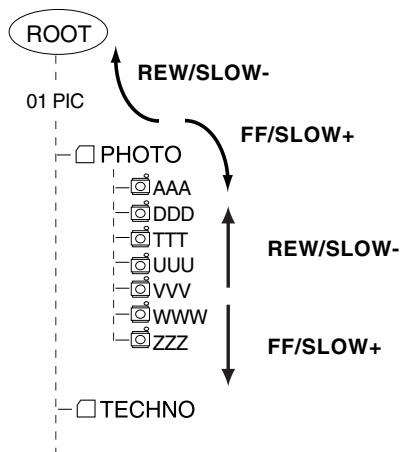 ROOT
REW/SLOW-
01 PIC
FF/SLOW+
PHOTO
AAA
DDD
TTT
UUU
VVV
WWW
ZZZ
REW/SLOW-
FF/SLOW+
TECHNO